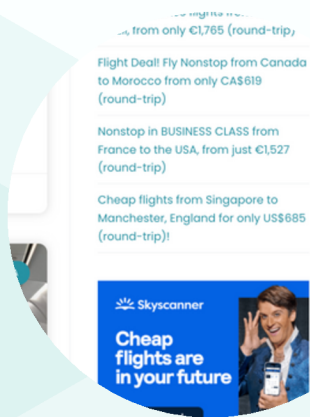 from only €1,765 (round-trip)
Flight Deal! Fly Nonstop from Canada
to Morocco from only CA$619
(round-trip)
Nonstop in BUSINESS CLASS from
France to the USA, from just €1,527
(round-trip)
Cheap flights from Singapore to
Manchester, England for only US$685
(round-trip)!
Skyscanner
Cheap
flights are
in your future